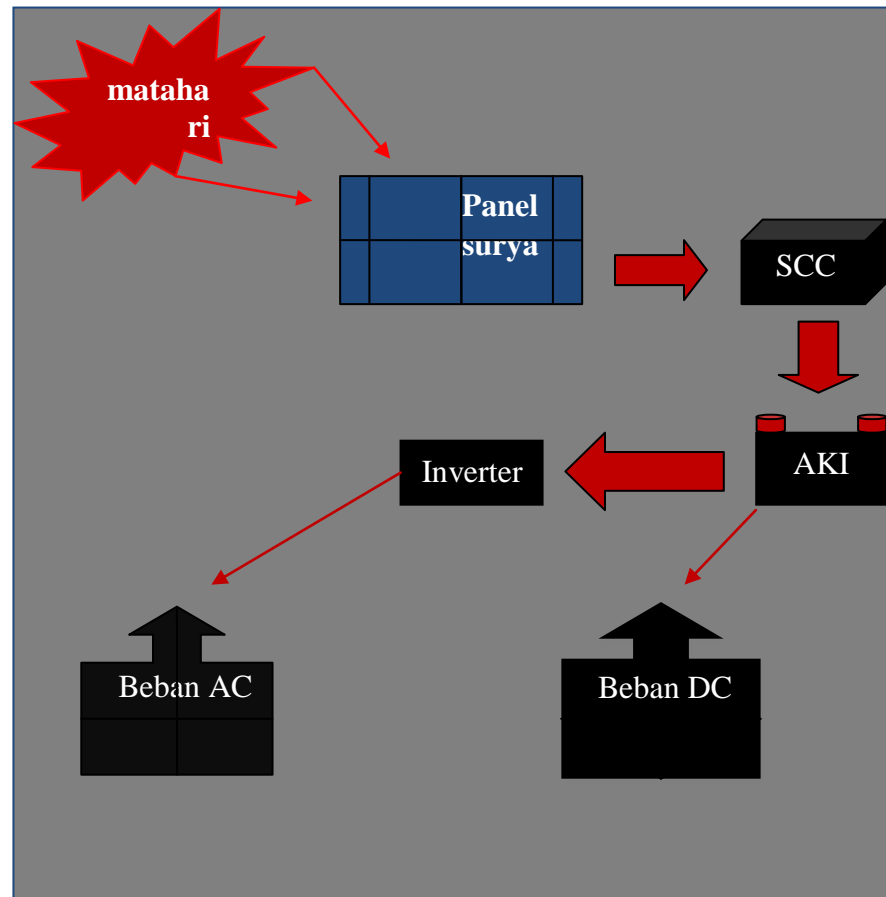 mataha
ri
Panel
surya
SCC
AKI
Inverter
Beban AC
Beban DC